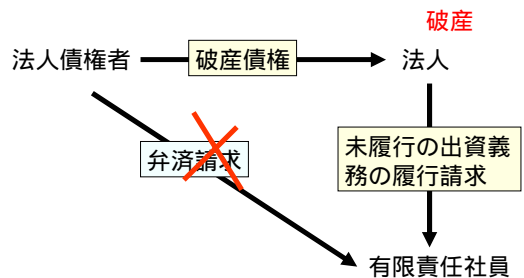 破産
法人債権者
破産債権
法人
弁済請求
未履行の出資義
務の履行請求
有限責任社員